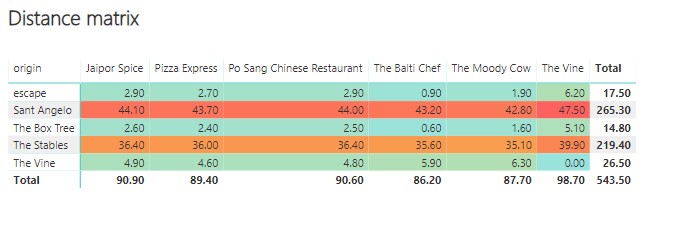 Distance matrix
origin Jaipor Spice Pizza Express Po Sang Chinese Restaurant The Balti Chef The Moody Cow The Vine Total
escape 2.90 2.70 2.90 0.90 1.90 6.20 17.50
Sant Angelo 44.10 43.70 44.00 43.20 42.80 47.50 265.30
The Box Tree 2.60 2.40 2.50 0.60 1.60 5.10 14.80
The Stables 36.40 36.00 36.40 35.60 35.10 39.90 219.40
The Vine 4.90 4.60 4.80 5.90 6.30 0.00 26.50
Total 90.90 89.40 90.60 86.20 87.70 98.70 543.50